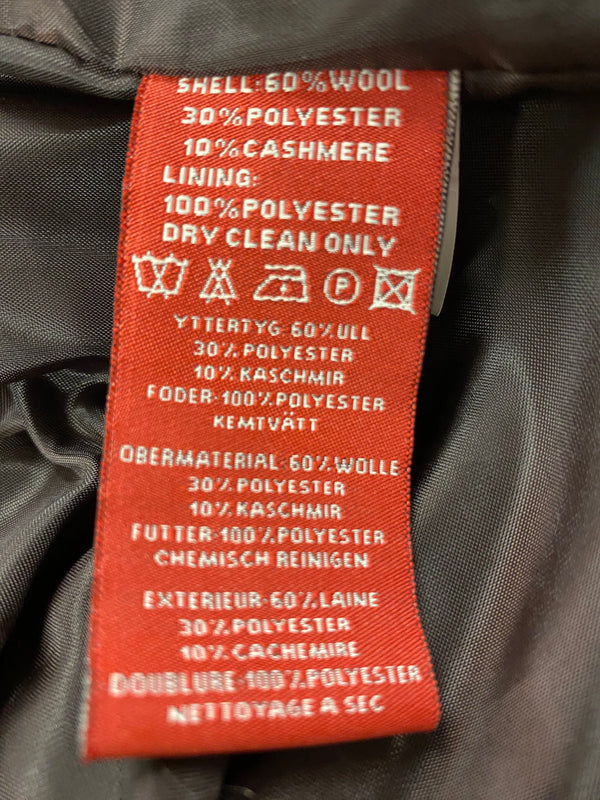 SHELL:60%WOOL
30%POLYESTER
10%CASHMERE
LINING:
100%POLYESTER
DRY CLEAN ONLY
P
YTTERTYG·60%ULL
30%POLYESTER
10%KASCHMIR
FODER·100%POLYESTER
KEMTVÄTT
OBERMATERIAL·60%WOLLE
30%POLYESTER
10%KASCHMIR
FUTTER·100%POLYESTER
CHEMISCH REINIGEN
EXTERIEUR·60%LAINE
30%POLYESTER
10%CACHEMIRE
DOUBLURE·100%POLYESTER
NETTOYAGE A SEC